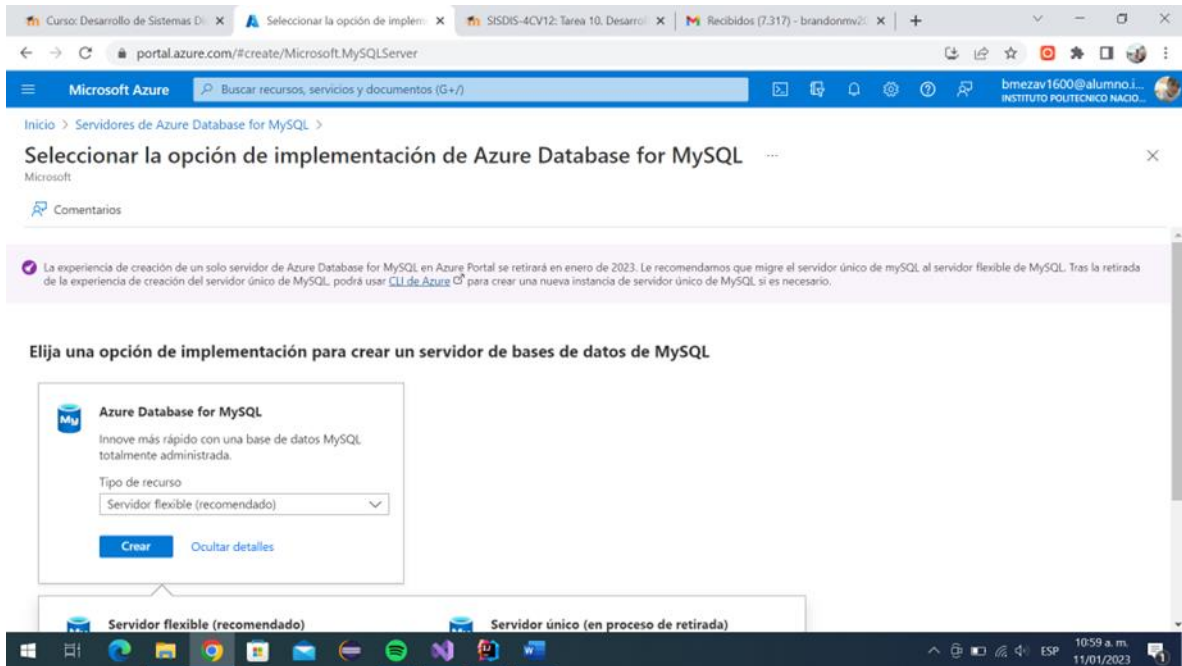 Curso: Desarrollo de Sistemas Di
Seleccionar la opción de implem
SISDIS-4CV12: Tarea 10. Desarrol
Recibidos (7.317) - brandonmv20
portal.azure.com/#create/Microsoft.MySQLServer
Microsoft Azure
Buscar recursos, servicios y documentos (G+/)
bmezav1600@alumno.i...
INSTITUTO POLITECNICO NACIO...
Inicio > Servidores de Azure Database for MySQL >
Seleccionar la opción de implementación de Azure Database for MySQL ...
Microsoft
Comentarios
La experiencia de creación de un solo servidor de Azure Database for MySQL en Azure Portal se retirará en enero de 2023. Le recomendamos que migre el servidor único de mySQL al servidor flexible de MySQL. Tras la retirada
de la experiencia de creación del servidor único de MySQL, podrá usar CLI de Azure para crear una nueva instancia de servidor único de MySQL si es necesario.
Elija una opción de implementación para crear un servidor de bases de datos de MySQL
My
Azure Database for MySQL
Innove más rápido con una base de datos MySQL
totalmente administrada.
Tipo de recurso
Servidor flexible (recomendado)
Crear
Ocultar detalles
Servidor flexible (recomendado)
Servidor único (en proceso de retirada)
ESP
10:59 a. m.
11/01/2023